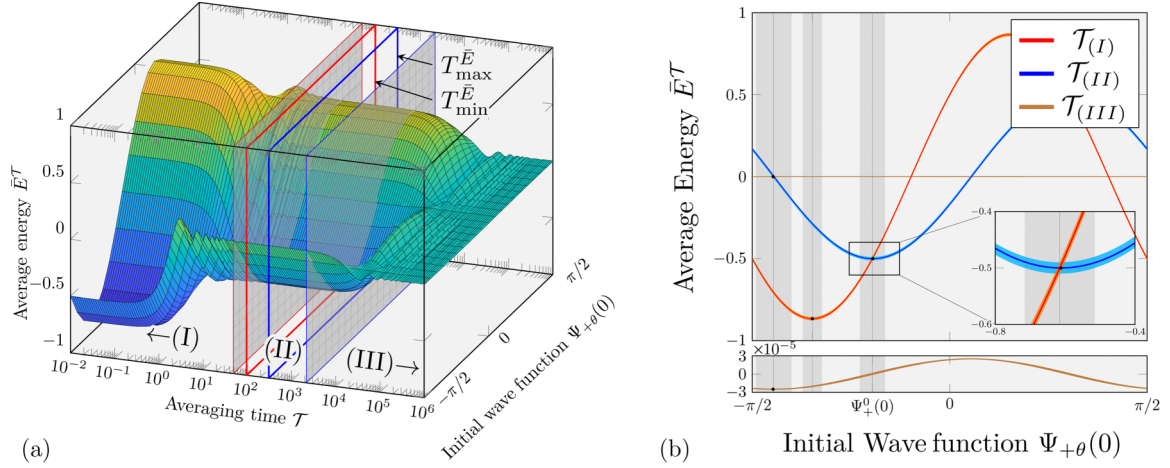 1
0.5
0
−0.5
−1
Average energy Ē^𝒯
10^−2
10^−1
10^0
10^1
10^2
10^3
10^4
10^5
10^6
Averaging time 𝒯
−π/2
0
π/2
Initial wave function Ψ_{+θ}(0)
T^Ē_max
T^Ē_min
←(I)
(II)
(III)→
(a)
1
0.5
0
−0.5
−1
Average Energy Ē^𝒯
𝒯_(I)
𝒯_(II)
𝒯_(III)
−0.4
−0.5
−0.6
−0.8
−0.4
×10^−5
3
0
−3
−π/2
Ψ^0_+(0)
0
π/2
(b)
Initial Wave function Ψ_{+θ}(0)